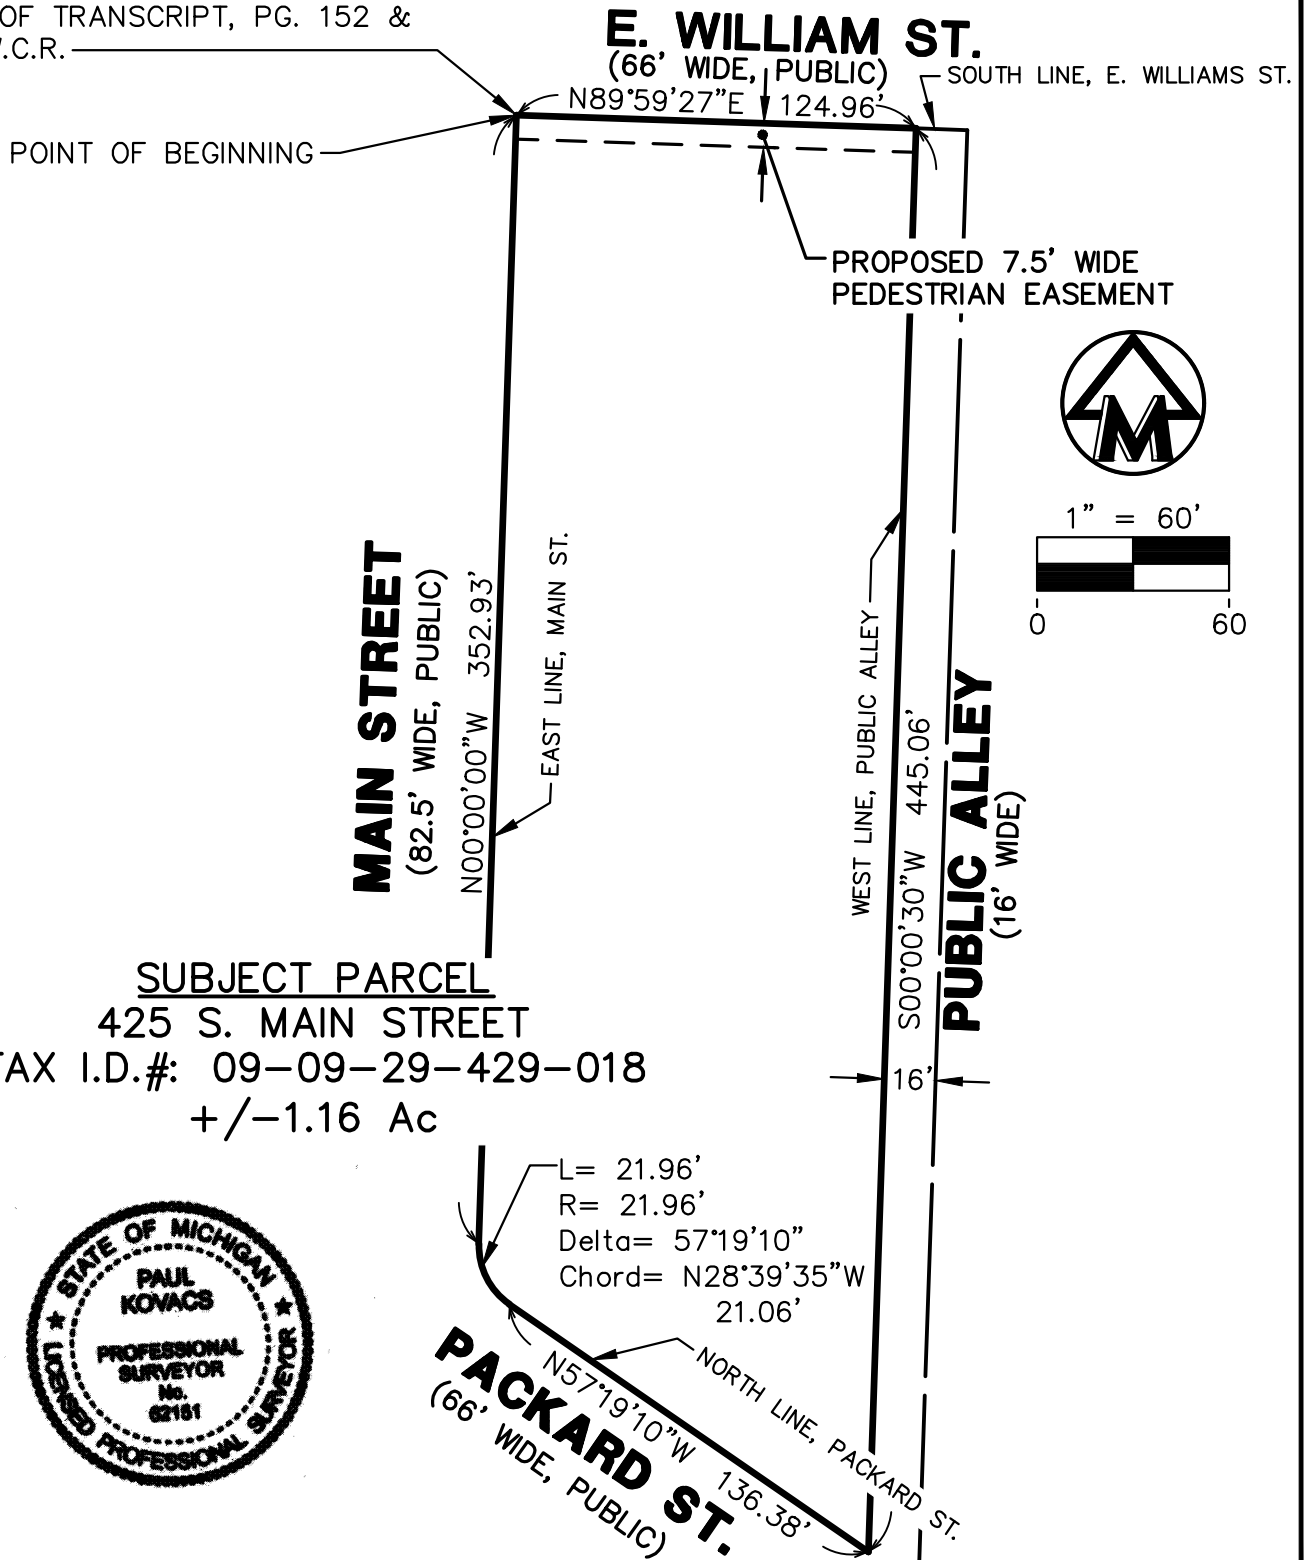 OF TRANSCRIPT, PG. 152 &
.C.R.
E. WILLIAM ST.
(66' WIDE, PUBLIC)
SOUTH LINE, E. WILLIAMS ST.
N89°59'27"E 124.96'
POINT OF BEGINNING
PROPOSED 7.5' WIDE
PEDESTRIAN EASEMENT
M
1" = 60'
0 60
MAIN STREET
(82.5' WIDE, PUBLIC)
N00°00'00"W 352.93'
EAST LINE, MAIN ST.
WEST LINE, PUBLIC ALLEY
S00°00'30"W 445.06'
PUBLIC ALLEY
(16' WIDE)
SUBJECT PARCEL
425 S. MAIN STREET
TAX I.D.#: 09-09-29-429-018
+/-1.16 Ac
16'
L= 21.96'
R= 21.96'
Delta= 57°19'10"
Chord= N28°39'35"W
21.06'
STATE OF MICHIGAN
PAUL
KOVACS
PROFESSIONAL
SURVEYOR
No.
62151
LICENSED PROFESSIONAL SURVEYOR
NORTH LINE, PACKARD ST.
N57°19'10"W 136.38'
PACKARD ST.
(66' WIDE, PUBLIC)